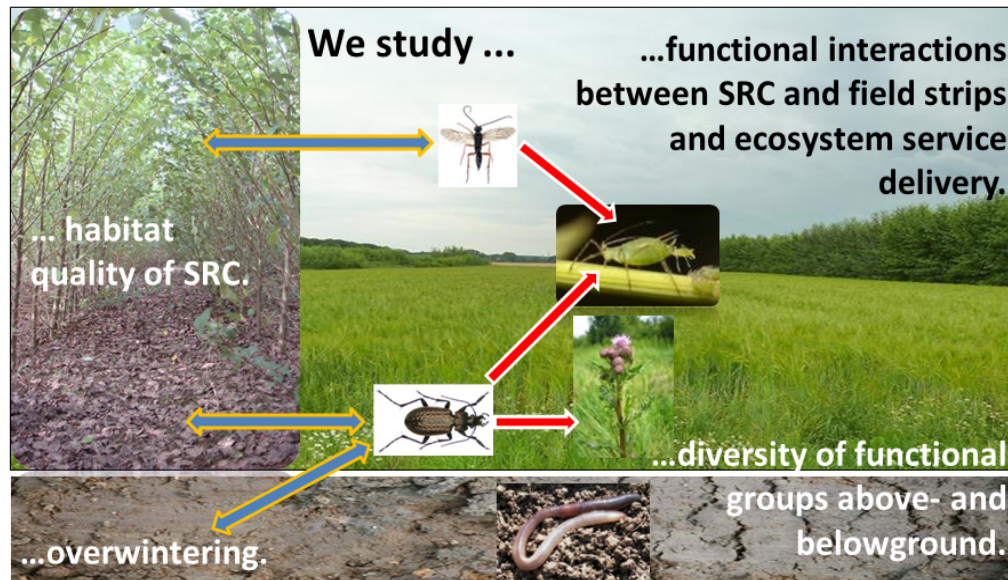 We study ...
...functional interactions
between SRC and field strips
and ecosystem service
delivery.
... habitat
quality of SRC.
...diversity of functional
groups above- and
belowground.
...overwintering.